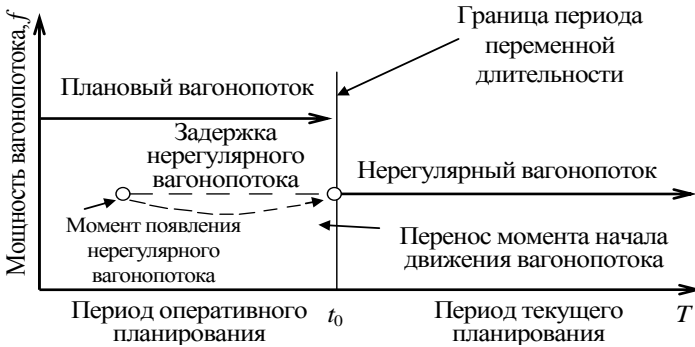 Мощность вагонопотока, f
Граница периода
переменной
длительности
Плановый вагонопоток
Задержка
нерегулярного
вагонопотока
Нерегулярный вагонопоток
Момент появления
нерегулярного
вагонопотока
Перенос момента начала
движения вагонопотока
Период оперативного
планирования
t₀
Период текущего
планирования
T